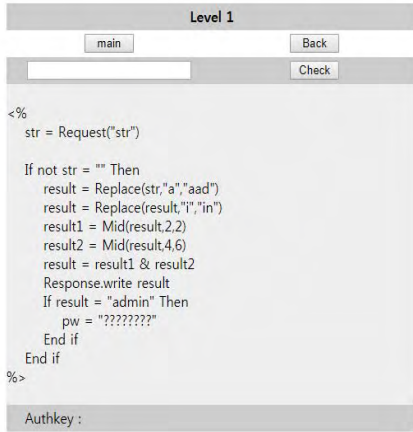 Level 1
main Back
Check
<%
str = Request("str")
If not str = "" Then
result = Replace(str,"a","aad")
result = Replace(result,"i","in")
result1 = Mid(result,2,2)
result2 = Mid(result,4,6)
result = result1 & result2
Response.write result
If result = "admin" Then
pw = "????????"
End if
End if
%>
Authkey :